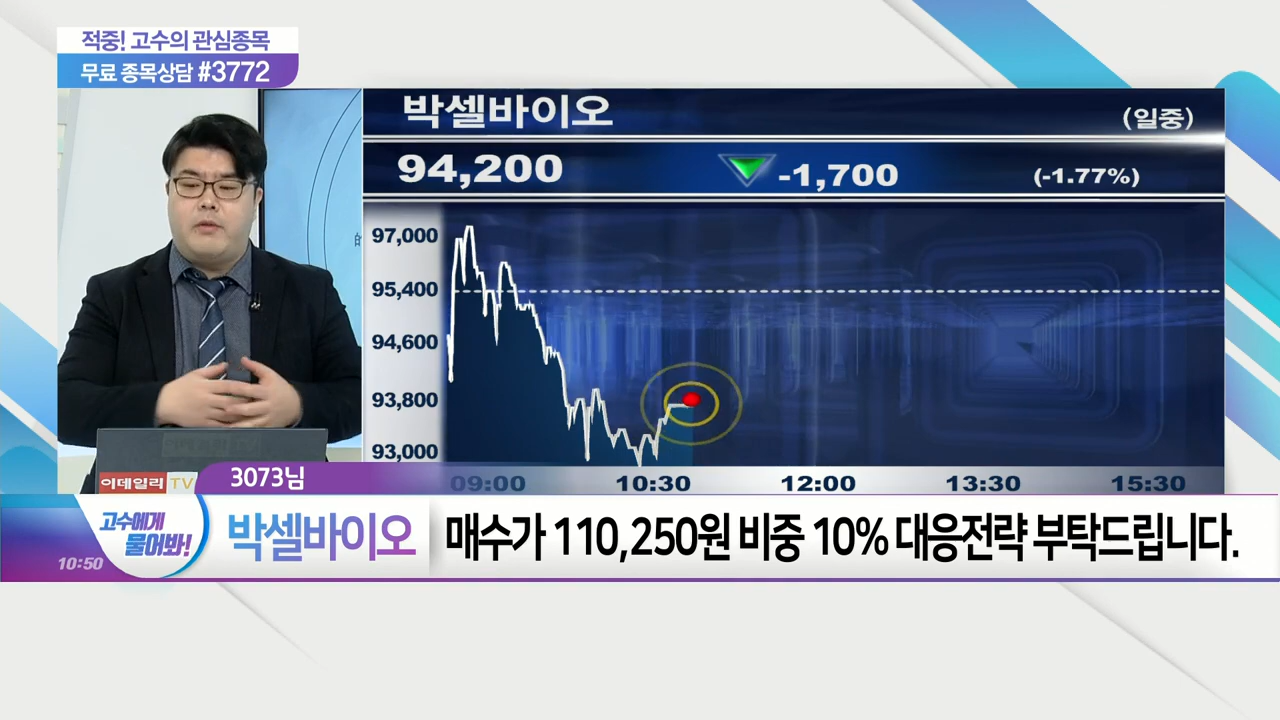 적중! 고수의 관심종목
무료 종목상담 #3772
박셀바이오
(일중)
94,200
-1,700
(-1.77%)
97,000
95,400
94,600
93,800
93,000
09:00
10:30
12:00
13:30
15:30
이데일리TV
3073님
고수에게
물어봐!
10:50
박셀바이오
매수가 110,250원 비중 10% 대응전략 부탁드립니다.